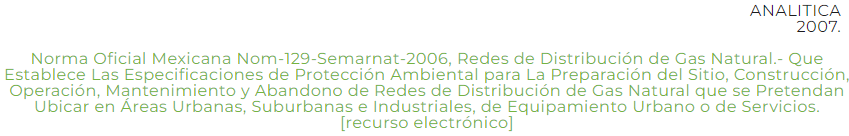 ANALITICA
2007.
Norma Oficial Mexicana Nom-129-Semarnat-2006, Redes de Distribución de Gas Natural.- Que
Establece Las Especificaciones de Protección Ambiental para La Preparación del Sitio, Construcción,
Operación, Mantenimiento y Abandono de Redes de Distribución de Gas Natural que se Pretendan
Ubicar en Áreas Urbanas, Suburbanas e Industriales, de Equipamiento Urbano o de Servicios.
[recurso electrónico]